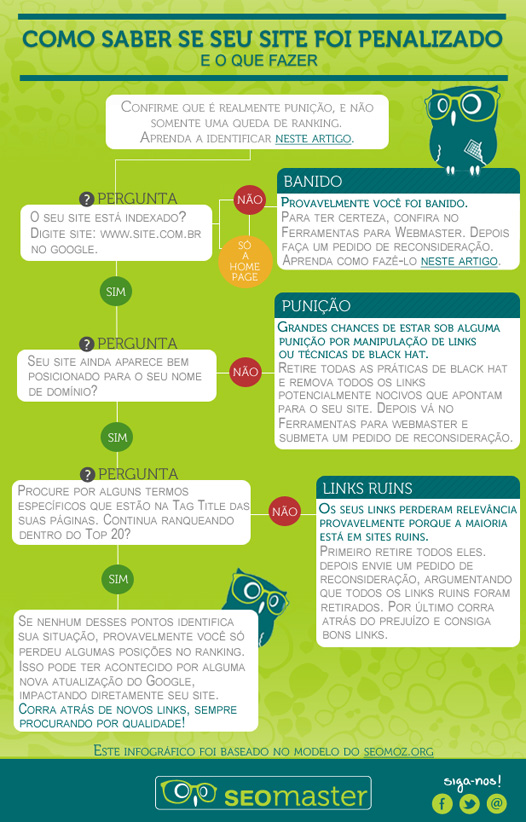 COMO SABER SE SEU SITE FOI PENALIZADO
E O QUE FAZER
CONFIRME QUE É REALMENTE PUNIÇÃO, E NÃO
SOMENTE UMA QUEDA DE RANKING.
APRENDA A IDENTIFICAR NESTE ARTIGO.
? PERGUNTA
O SEU SITE ESTÁ INDEXADO?
DIGITE SITE: WWW.SITE.COM.BR
NO GOOGLE.
NÃO
SÓ
A
HOME
PAGE
BANIDO
PROVAVELMENTE VOCÊ FOI BANIDO.
PARA TER CERTEZA, CONFIRA NO
FERRAMENTAS PARA WEBMASTER. DEPOIS
FAÇA UM PEDIDO DE RECONSIDERAÇÃO.
APRENDA COMO FAZÊ-LO NESTE ARTIGO.
SIM
? PERGUNTA
SEU SITE AINDA APARECE BEM
POSICIONADO PARA O SEU NOME
DE DOMÍNIO?
NÃO
PUNIÇÃO
GRANDES CHANCES DE ESTAR SOB ALGUMA
PUNIÇÃO POR MANIPULAÇÃO DE LINKS
OU TÉCNICAS DE BLACK HAT.
RETIRE TODAS AS PRÁTICAS DE BLACK HAT
E REMOVA TODOS OS LINKS
POTENCIALMENTE NOCIVOS QUE APONTAM
PARA O SEU SITE. DEPOIS VÁ NO
FERRAMENTAS PARA WEBMASTER E
SUBMETA UM PEDIDO DE RECONSIDERAÇÃO.
SIM
? PERGUNTA
PROCURE POR ALGUNS TERMOS
ESPECÍFICOS QUE ESTÃO NA TAG TITLE DAS
SUAS PÁGINAS. CONTINUA RANQUEANDO
DENTRO DO TOP 20?
NÃO
LINKS RUINS
OS SEUS LINKS PERDERAM RELEVÂNCIA
PROVAVELMENTE PORQUE A MAIORIA
ESTÁ EM SITES RUINS.
PRIMEIRO RETIRE TODOS ELES.
DEPOIS ENVIE UM PEDIDO DE
RECONSIDERAÇÃO, ARGUMENTANDO
QUE TODOS OS LINKS RUINS FORAM
RETIRADOS. POR ÚLTIMO CORRA
ATRÁS DO PREJUÍZO E CONSIGA
BONS LINKS.
SIM
SE NENHUM DESSES PONTOS IDENTIFICA
SUA SITUAÇÃO, PROVAVELMENTE VOCÊ SÓ
PERDEU ALGUMAS POSIÇÕES NO RANKING.
ISSO PODE TER ACONTECIDO POR ALGUMA
NOVA ATUALIZAÇÃO DO GOOGLE,
IMPACTANDO DIRETAMENTE SEU SITE.
CORRA ATRÁS DE NOVOS LINKS, SEMPRE
PROCURANDO POR QUALIDADE!
ESTE INFOGRÁFICO FOI BASEADO NO MODELO DO SEOMOZ.ORG
SEOmaster
siga-nos!
f @